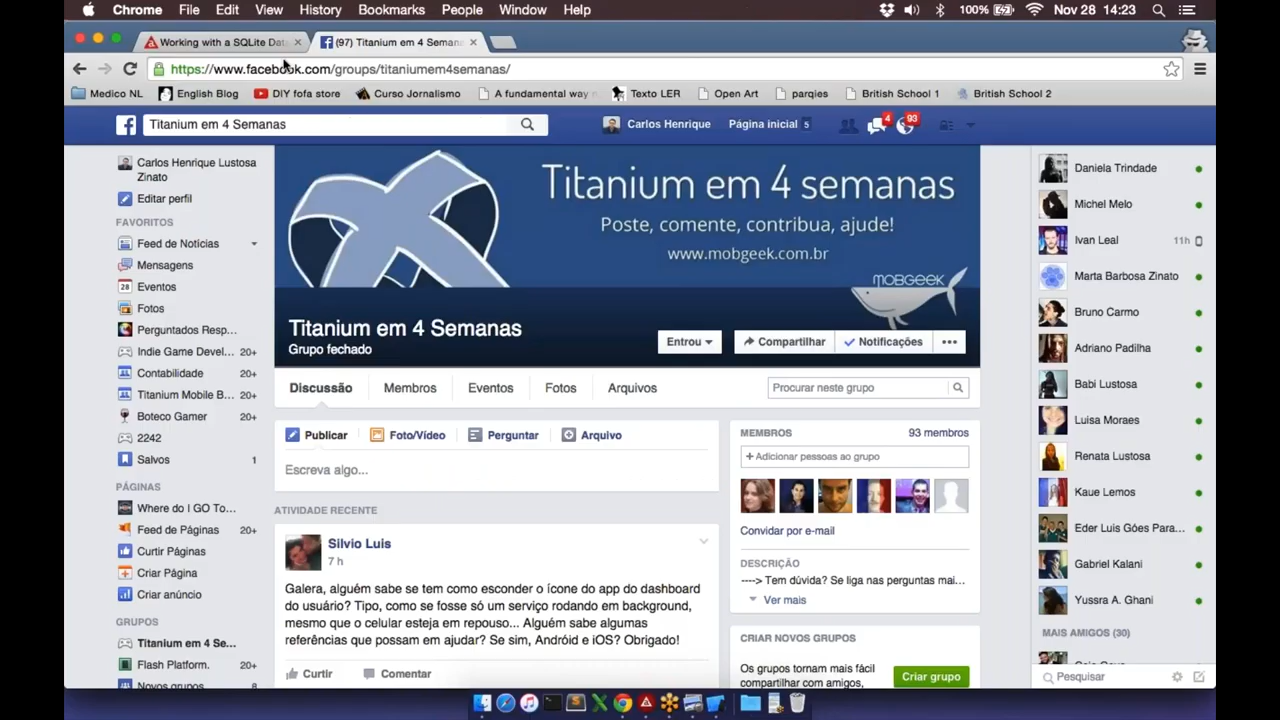 Chrome File Edit View History Bookmarks People Window Help 100% Nov 28 14:23
Working with a SQLite Dat
(97) Titanium em 4 Semana
https://www.facebook.com/groups/titaniumem4semanas/
Medico NL English Blog DIY fofa store Curso Jornalismo A fundamental way n Texto LER Open Art parqies British School 1 British School 2
Titanium em 4 Semanas
Carlos Henrique Página inicial 5 4 93
Carlos Henrique Lustosa
Zinato
Editar perfil
FAVORITOS
Feed de Notícias
Mensagens
28 Eventos
Fotos
Perguntados Resp...
Indie Game Devel... 20+
Contabilidade 20+
Titanium Mobile B... 20+
Boteco Gamer 20+
2242
Salvos 1
PÁGINAS
Where do I GO To...
Feed de Páginas 20+
Curtir Páginas
Criar Página
Criar anúncio
GRUPOS
Titanium em 4 Se...
Flash Platform. 20+
Novos grupos 8
Titanium em 4 semanas
Poste, comente, contribua, ajude!
www.mobgeek.com.br
MOBGEEK
Titanium em 4 Semanas
Grupo fechado
Entrou Compartilhar Notificações
Discussão Membros Eventos Fotos Arquivos
Procurar neste grupo
Publicar Foto/Vídeo Perguntar Arquivo
Escreva algo...
ATIVIDADE RECENTE
Silvio Luis
7 h
Galera, alguém sabe se tem como esconder o ícone do app do dashboard
do usuário? Tipo, como se fosse só um serviço rodando em background,
mesmo que o celular esteja em repouso... Alguém sabe algumas
referências que possam em ajudar? Se sim, Andróid e iOS? Obrigado!
Curtir Comentar
MEMBROS 93 membros
+ Adicionar pessoas ao grupo
Convidar por e-mail
DESCRIÇÃO
----> Tem dúvida? Se liga nas perguntas mai...
Ver mais
CRIAR NOVOS GRUPOS
Os grupos tornam mais fácil
compartilhar com amigos,
Criar grupo
Daniela Trindade
Michel Melo
Ivan Leal 11h
Marta Barbosa Zinato
Bruno Carmo
Adriano Padilha
Babi Lustosa
Luisa Moraes
Renata Lustosa
Kaue Lemos
Eder Luis Góes Para...
Gabriel Kalani
Yussra A. Ghani
MAIS AMIGOS (30)
Pesquisar